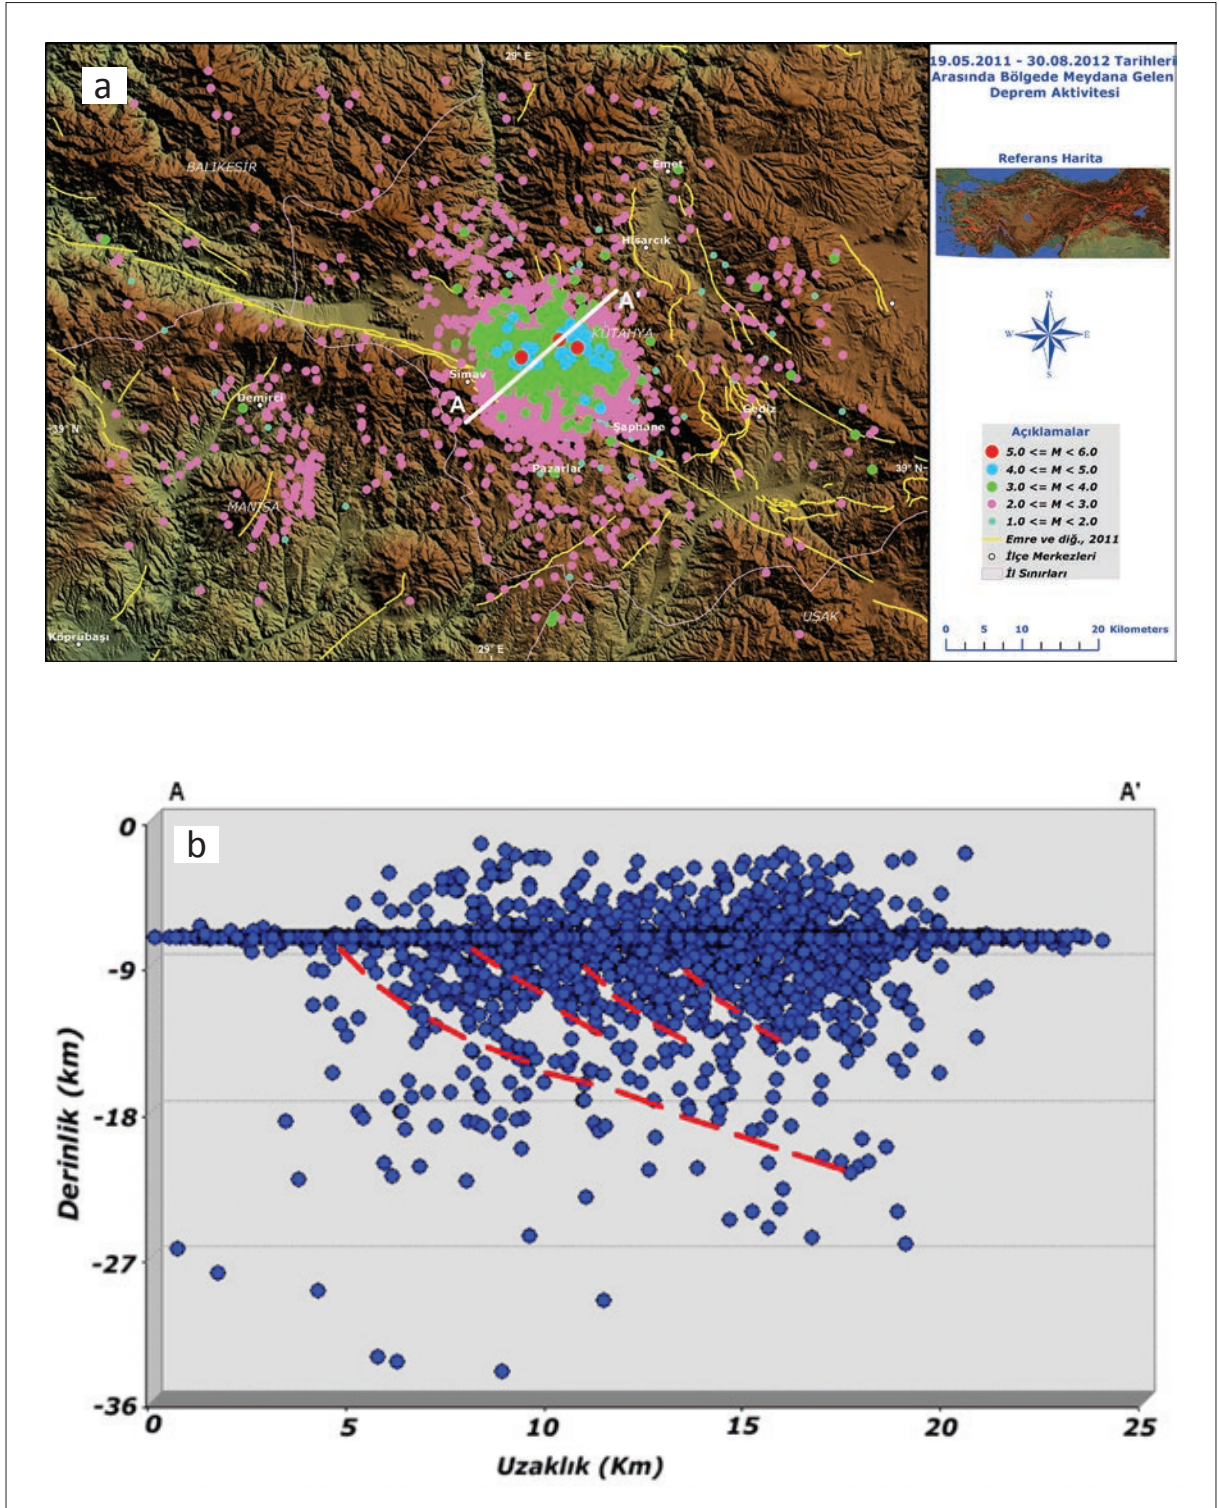 a
29° E
19.05.2011 - 30.08.2012 Tarihleri
Arasında Bölgede Meydana Gelen
Deprem Aktivitesi
Referans Harita
BALIKESİR
Emet
Hisarcık
A'
KÜTAHYA
Simav
A
Demirci
Gediz
39° N
Şaphane
Pazarlar
39° N
MANİSA
UŞAK
Köprubaşı
29° E
N
W
E
S
Açıklamalar
5.0 <= M < 6.0
4.0 <= M < 5.0
3.0 <= M < 4.0
2.0 <= M < 3.0
1.0 <= M < 2.0
Emre ve diğ., 2011
İlçe Merkezleri
İl Sınırları
0 5 10 20 Kilometers
A
A'
b
0
-9
-18
-27
-36
Derinlik (km)
0 5 10 15 20 25
Uzaklık (Km)